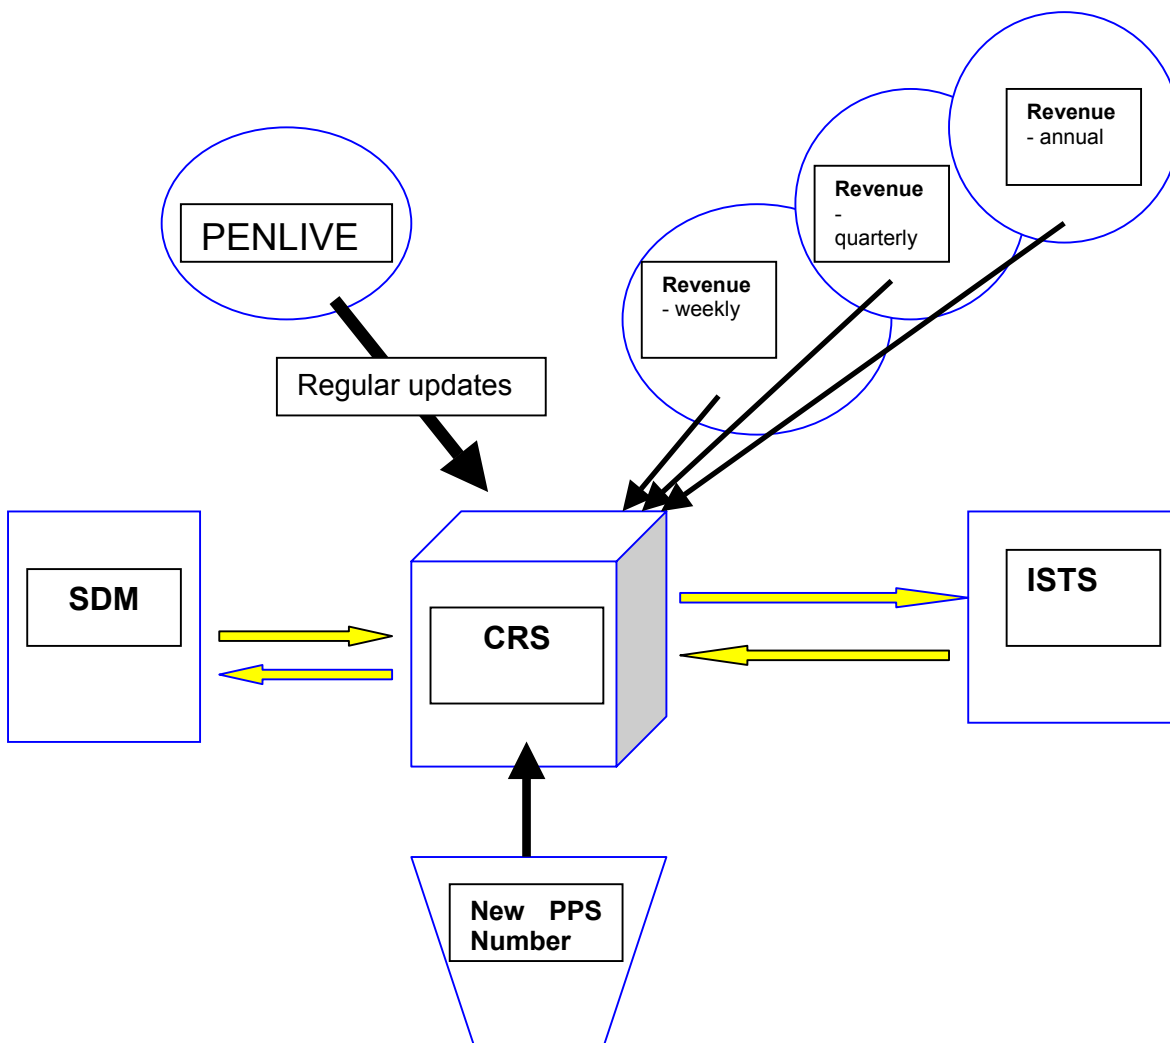 Revenue
- annual
Revenue
-
quarterly
PENLIVE
Revenue
- weekly
Regular updates
SDM
CRS
ISTS
New PPS
Number